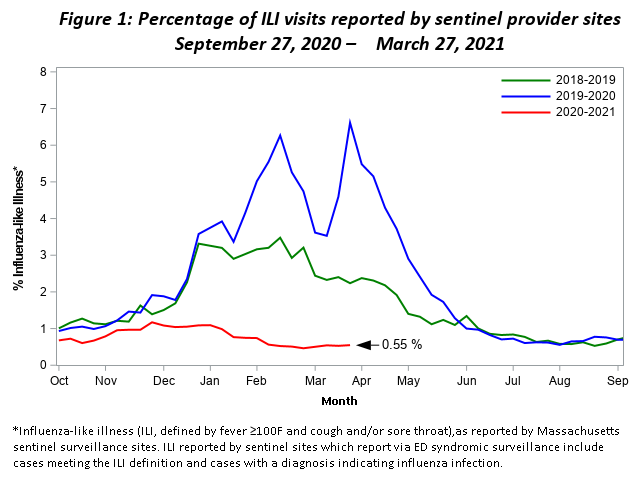 Figure 1: Percentage of ILI visits reported by sentinel provider sites
September 27, 2020 – March 27, 2021
8
7
6
5
4
3
2
1
0
% Influenza-like Illness*
2018-2019
2019-2020
2020-2021
0.55 %
Oct Nov Dec Jan Feb Mar Apr May Jun Jul Aug Sep
Month
*Influenza-like illness (ILI, defined by fever ≥100F and cough and/or sore throat),as reported by Massachusetts
sentinel surveillance sites. ILI reported by sentinel sites which report via ED syndromic surveillance include
cases meeting the ILI definition and cases with a diagnosis indicating influenza infection.